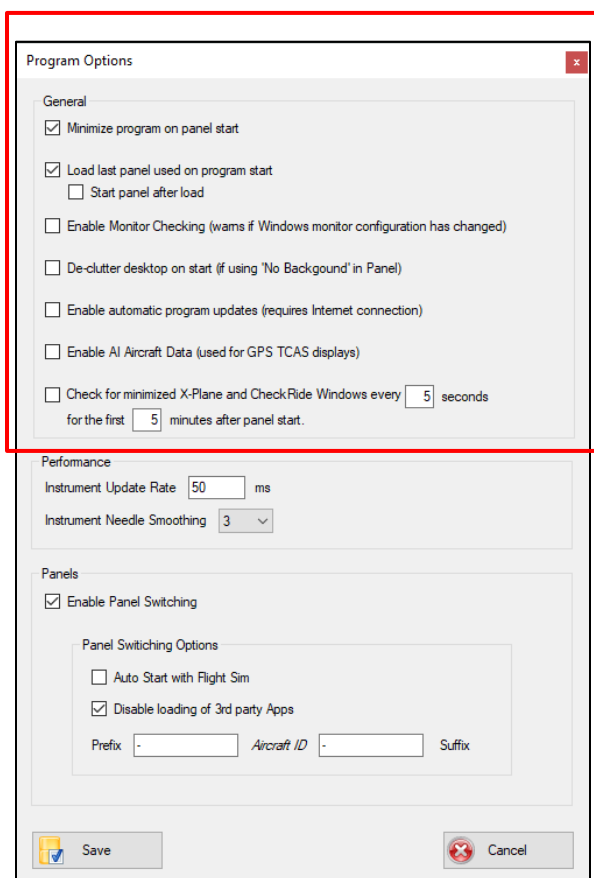 Program Options
x
General
Minimize program on panel start
Load last panel used on program start
Start panel after load
Enable Monitor Checking (warns if Windows monitor configuration has changed)
De-clutter desktop on start (if using 'No Backgound' in Panel)
Enable automatic program updates (requires Internet connection)
Enable AI Aircraft Data (used for GPS TCAS displays)
Check for minimized X-Plane and CheckRide Windows every 5 seconds
for the first 5 minutes after panel start.
Performance
Instrument Update Rate 50 ms
Instrument Needle Smoothing 3
Panels
Enable Panel Switching
Panel Switiching Options
Auto Start with Flight Sim
Disable loading of 3rd party Apps
Prefix - Aircraft ID - Suffix
Save Cancel